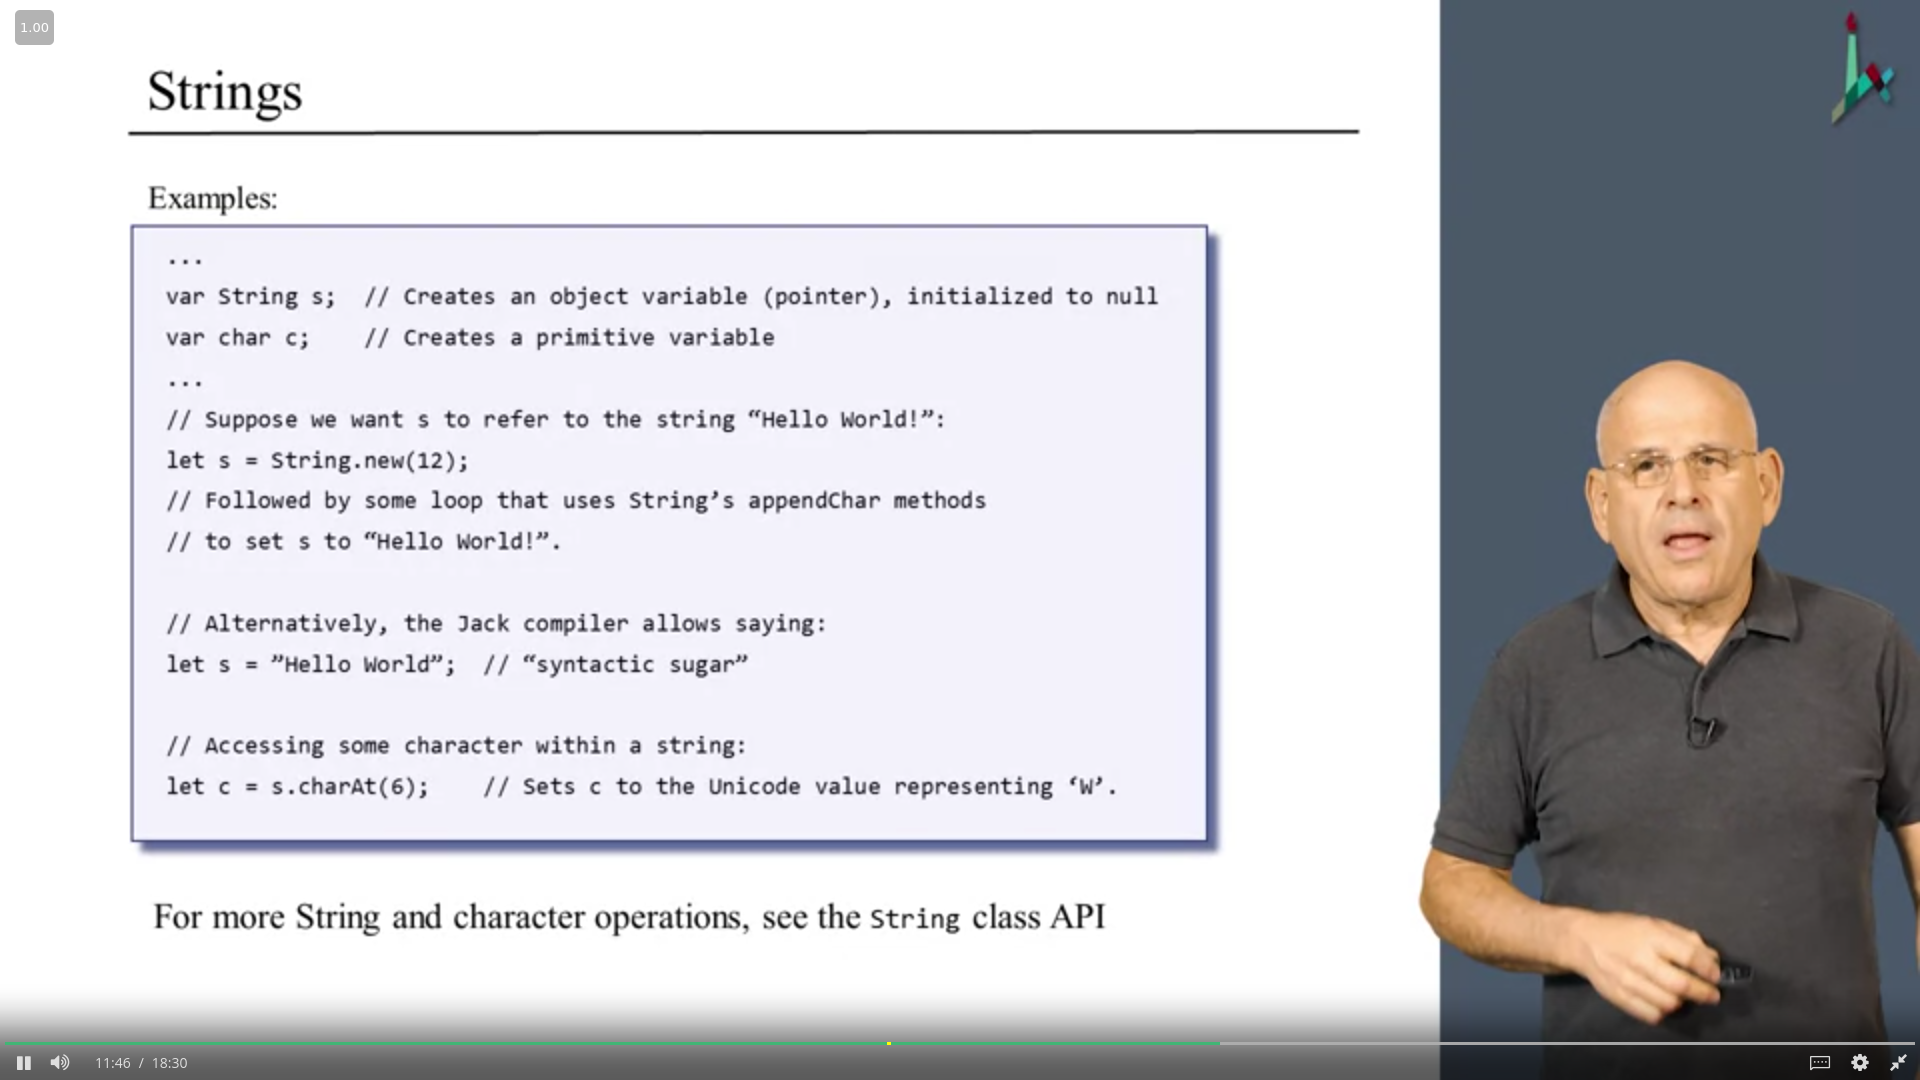 1.00
Strings
Examples:
...
var String s;  // Creates an object variable (pointer), initialized to null
var char c;    // Creates a primitive variable
...
// Suppose we want s to refer to the string “Hello World!”:
let s = String.new(12);
// Followed by some loop that uses String’s appendChar methods
// to set s to “Hello World!”.
// Alternatively, the Jack compiler allows saying:
let s = ”Hello World”;  // “syntactic sugar”
// Accessing some character within a string:
let c = s.charAt(6);    // Sets c to the Unicode value representing ‘W’.
For more String and character operations, see the String class API
11:46 / 18:30